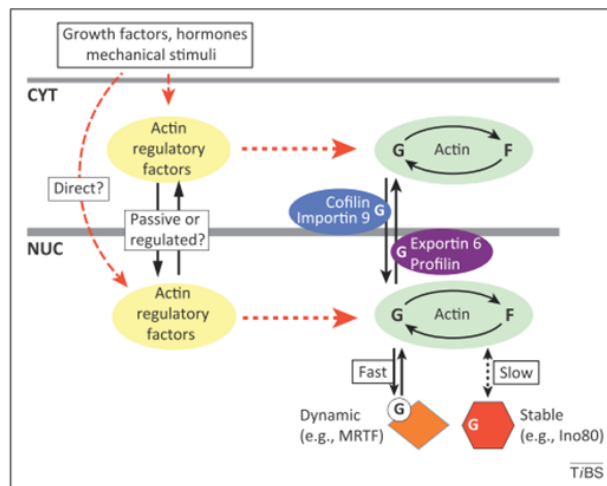 Growth factors, hormones
mechanical stimuli
CYT
Actin
regulatory
factors
G
Actin
F
Direct?
Cofilin
Importin 9
G
Passive or
regulated?
NUC
G
Exportin 6
Profilin
Actin
regulatory
factors
G
Actin
F
Fast
Slow
G
Dynamic
(e.g., MRTF)
G
Stable
(e.g., Ino80)
TiBS